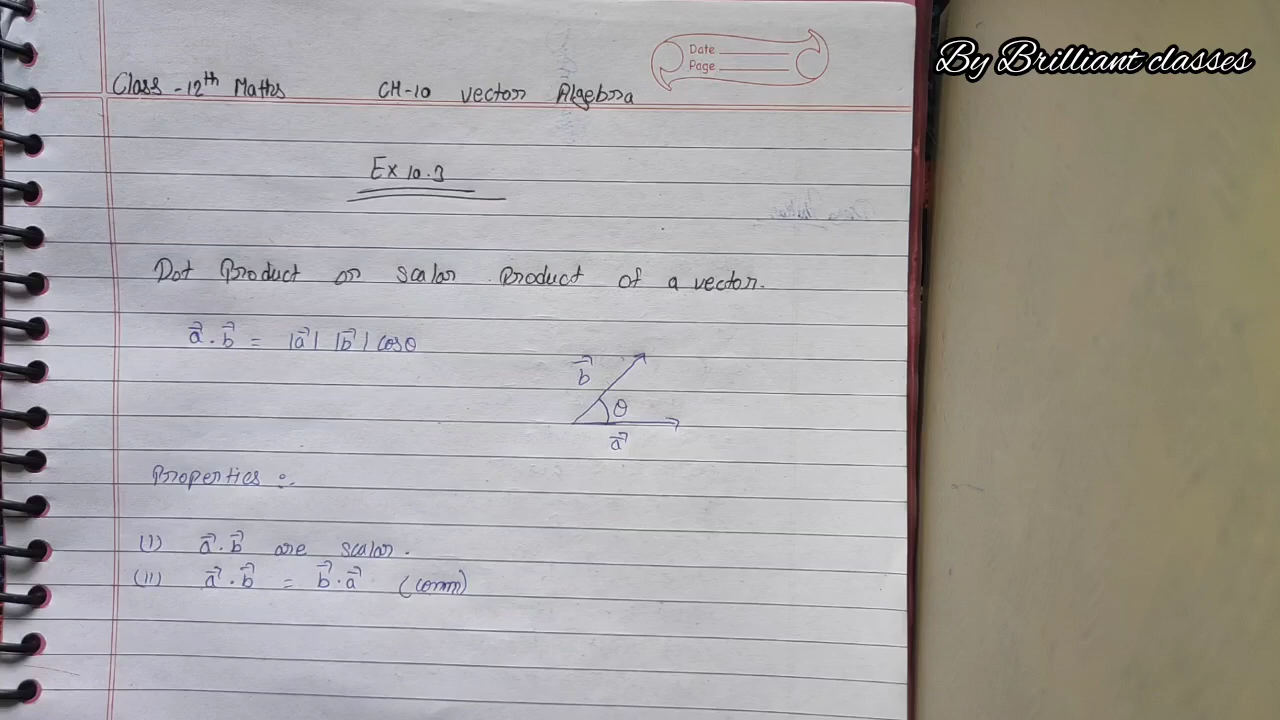 By Brilliant classes
Date
Page
Class - 12th Maths CH-10 vector Algebra
Ex 10.3
Dot Product or scalar Product of a vector.
a⃗ . b⃗ = |a⃗| |b⃗| cosθ
b⃗
θ
a⃗
Properties :-
(I) a⃗ . b⃗ are scalar.
(II) a⃗ . b⃗ = b⃗ . a⃗ (comm)